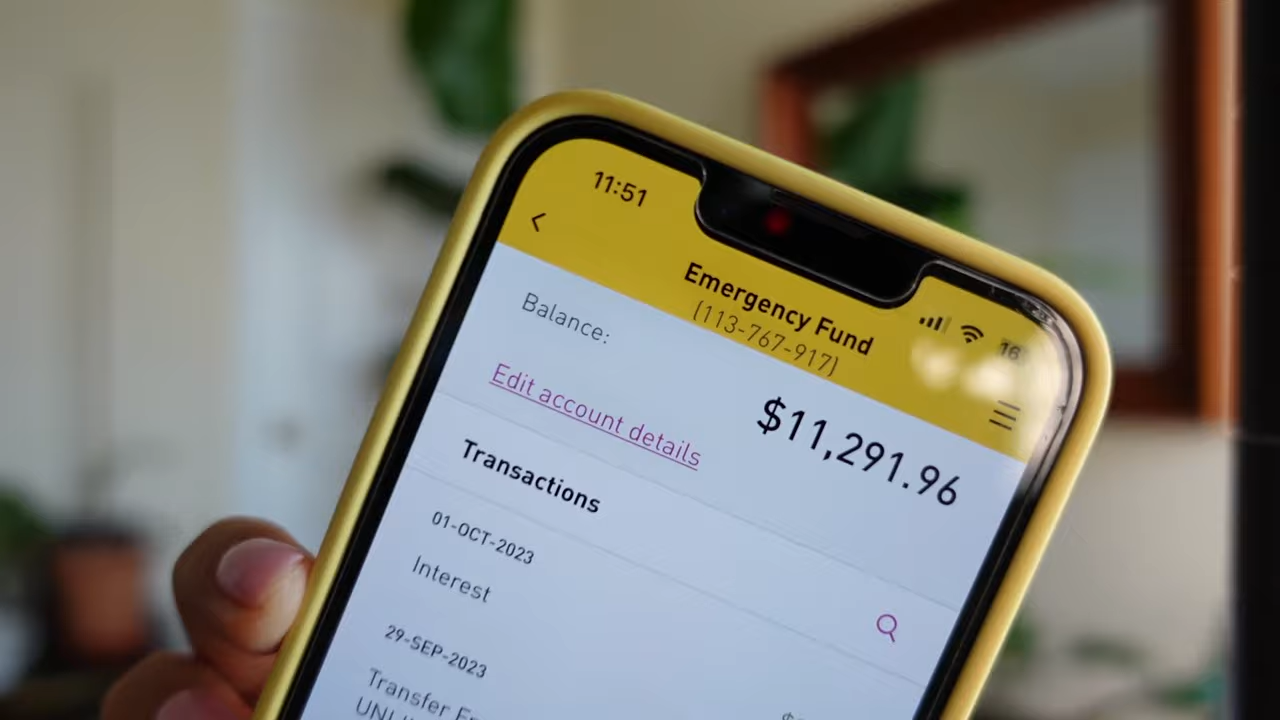 11:51
16
Emergency Fund
(113-767-917)
Balance:
$11,291.96
Edit account details
Transactions
01-OCT-2023
Interest
29-SEP-2023
Transfer